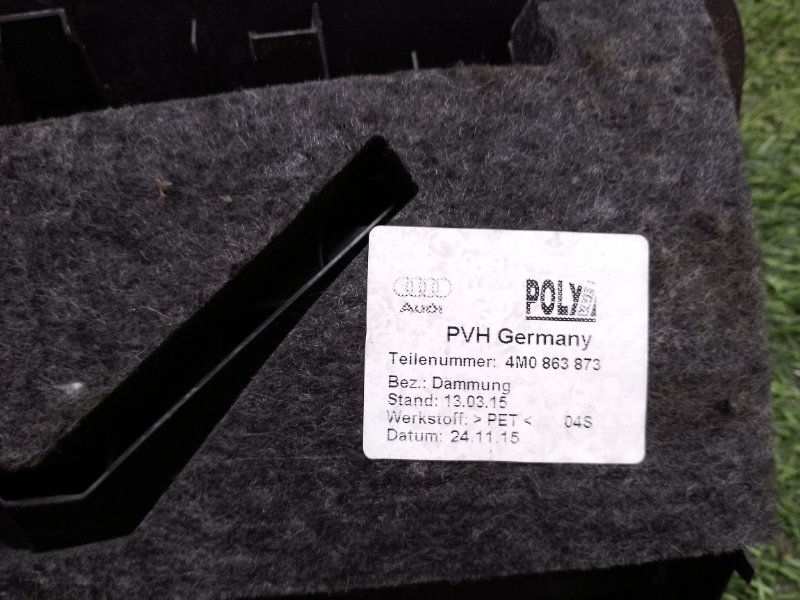 Audi
POLY
PVH Germany
Teilenummer: 4M0 863 873
Bez.: Dammung
Stand: 13.03.15
Werkstoff: > PET < 04S
Datum: 24.11.15